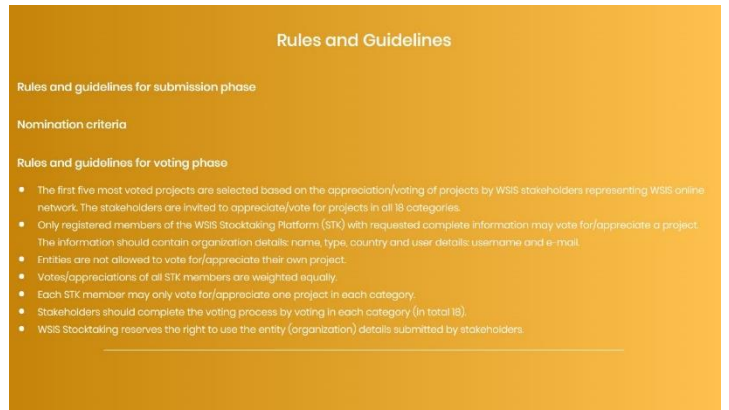 Rules and Guidelines
Rules and guidelines for submission phase
Nomination criteria
Rules and guidelines for voting phase
• The first five most voted projects are selected based on the appreciation/voting of projects by WSIS stakeholders representing WSIS online
network. The stakeholders are invited to appreciate/vote for projects in all 18 categories.
• Only registered members of the WSIS Stocktaking Platform (STK) with requested complete information may vote for/appreciate a project.
The information should contain organization details: name, type, country and user details: username and e-mail.
• Entities are not allowed to vote for/appreciate their own project.
• Votes/appreciations of all STK members are weighted equally.
• Each STK member may only vote for/appreciate one project in each category.
• Stakeholders should complete the voting process by voting in each category (in total 18).
• WSIS Stocktaking reserves the right to use the entity (organization) details submitted by stakeholders.